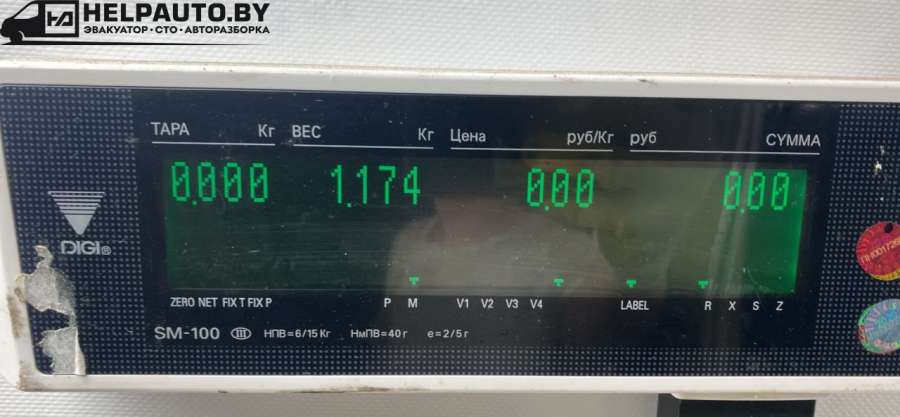 HELPAUTO.BY
ЭВАКУАТОР · СТО · АВТОРАЗБОРКА
ТАРА Кг ВЕС Кг Цена руб/Кг руб СУММА
0.000 1.174 0.00 0.00
DIGI®
ZERO NET FIX T FIX P P M V1 V2 V3 V4 LABEL R X S Z
SM-100 III НПВ=6/15 Кг НмПВ=40 г e=2/5 г